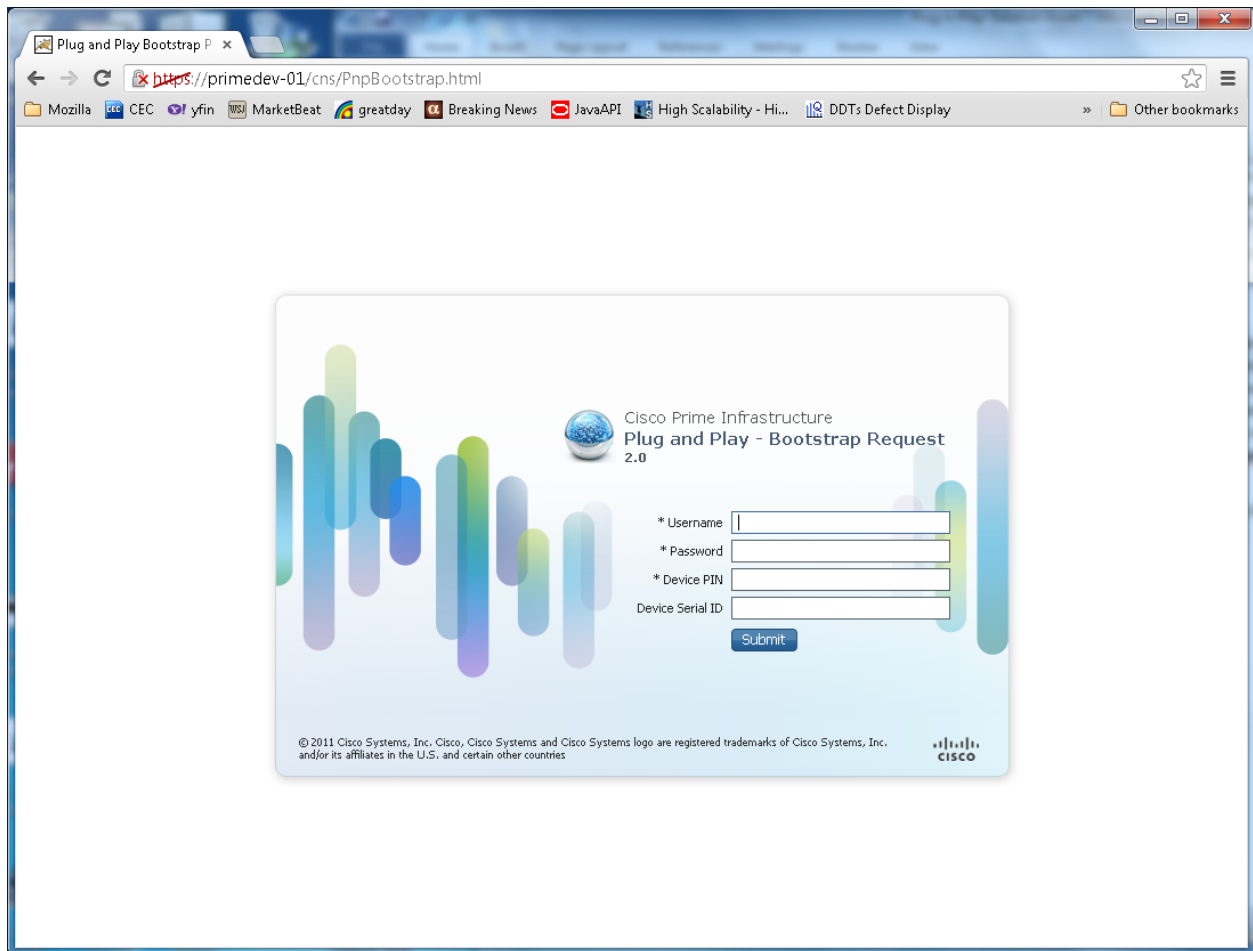 Plug and Play Bootstrap P
https://primedev-01/cns/PnpBootstrap.html
Mozilla CEC yfin MarketBeat greatday Breaking News JavaAPI High Scalability - Hi... DDTs Defect Display » Other bookmarks
Cisco Prime Infrastructure
Plug and Play - Bootstrap Request
2.0
* Username
* Password
* Device PIN
Device Serial ID
Submit
© 2011 Cisco Systems, Inc. Cisco, Cisco Systems and Cisco Systems logo are registered trademarks of Cisco Systems, Inc.
and/or its affiliates in the U.S. and certain other countries
CISCO